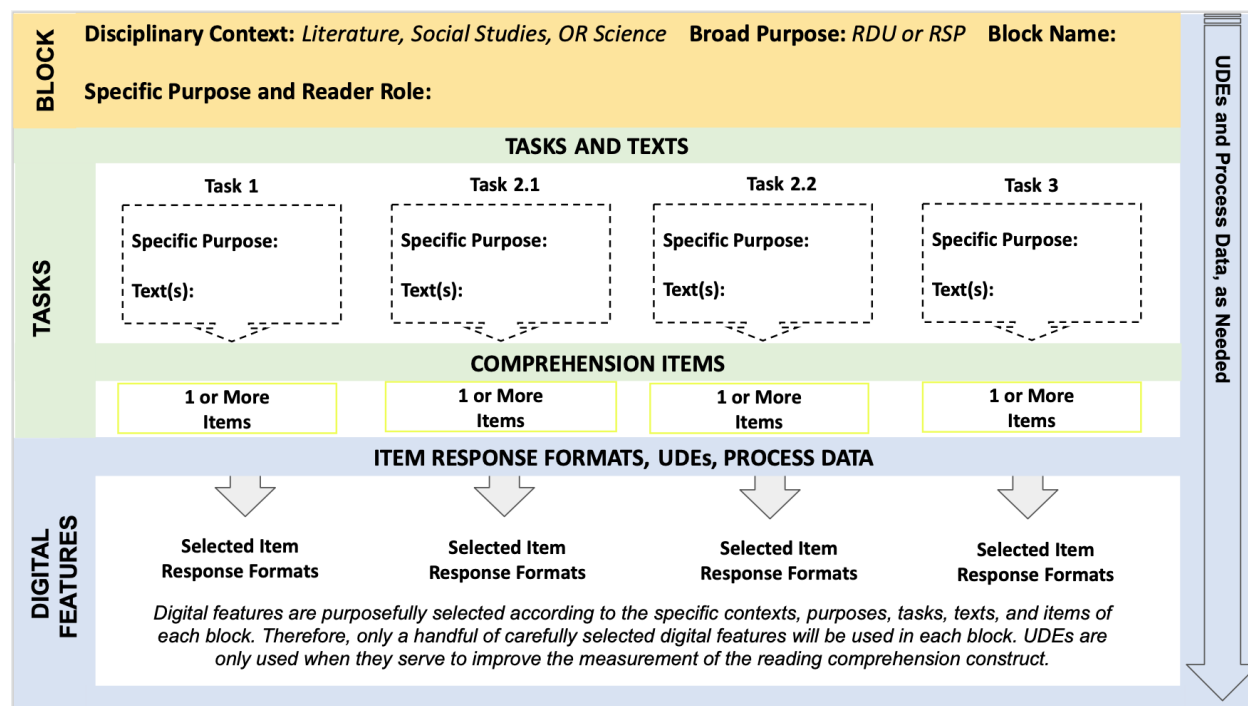 BLOCK
Disciplinary Context: Literature, Social Studies, OR Science Broad Purpose: RDU or RSP Block Name:
Specific Purpose and Reader Role:
UDEs and Process Data, as Needed
TASKS
TASKS AND TEXTS
Task 1
Specific Purpose:
Text(s):
Task 2.1
Specific Purpose:
Text(s):
Task 2.2
Specific Purpose:
Text(s):
Task 3
Specific Purpose:
Text(s):
COMPREHENSION ITEMS
1 or More
Items
1 or More
Items
1 or More
Items
1 or More
Items
DIGITAL
FEATURES
ITEM RESPONSE FORMATS, UDEs, PROCESS DATA
Selected Item
Response Formats
Selected Item
Response Formats
Selected Item
Response Formats
Selected Item
Response Formats
Digital features are purposefully selected according to the specific contexts, purposes, tasks, texts, and items of
each block. Therefore, only a handful of carefully selected digital features will be used in each block. UDEs are
only used when they serve to improve the measurement of the reading comprehension construct.